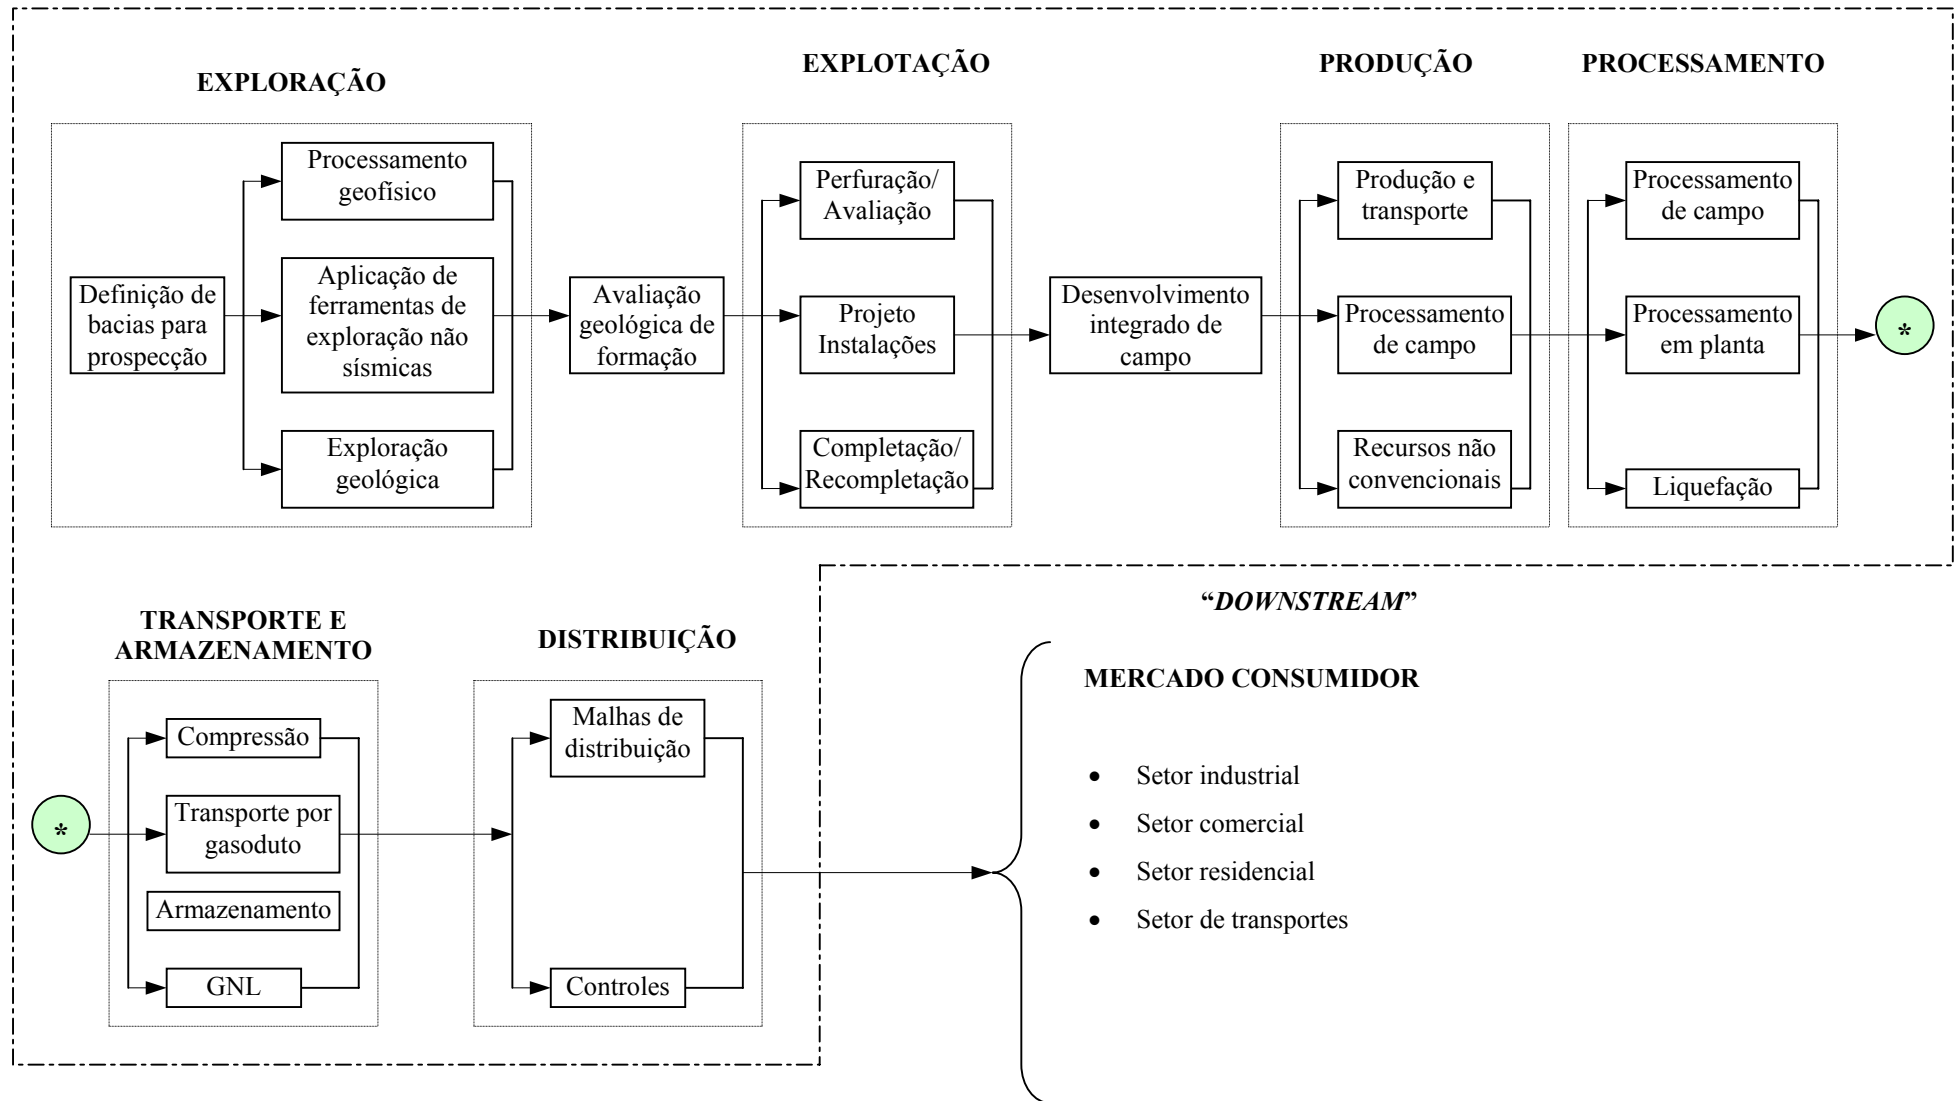 EXPLORAÇÃO
EXPLOTAÇÃO
PRODUÇÃO
PROCESSAMENTO
Definição de
bacias para
prospecção
Processamento
geofísico
Aplicação de
ferramentas de
exploração não
sísmicas
Exploração
geológica
Avaliação
geológica de
formação
Perfuração/
Avaliação
Projeto
Instalações
Completação/
Recompletação
Desenvolvimento
integrado de
campo
Produção e
transporte
Processamento
de campo
Recursos não
convencionais
Processamento
de campo
Processamento
em planta
Liquefação
*
TRANSPORTE E
ARMAZENAMENTO
DISTRIBUIÇÃO
“DOWNSTREAM”
*
Compressão
Transporte por
gasoduto
Armazenamento
GNL
Malhas de
distribuição
Controles
MERCADO CONSUMIDOR
• Setor industrial
• Setor comercial
• Setor residencial
• Setor de transportes